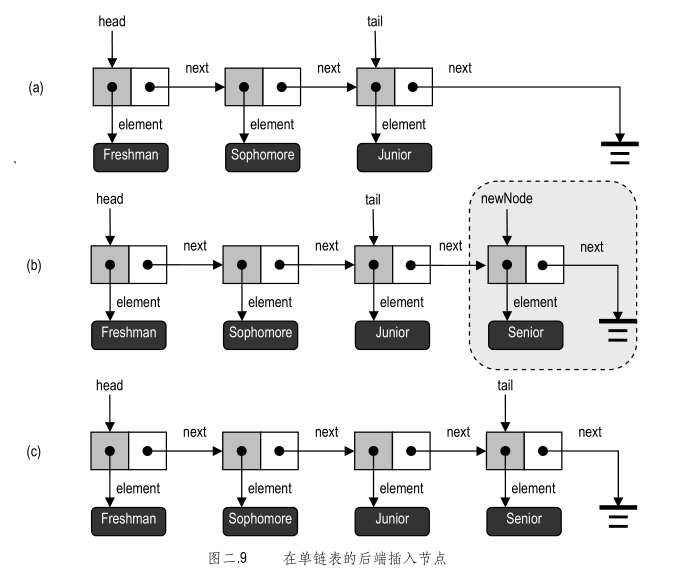 head tail
(a) next next next
element element element
Freshman Sophomore Junior
head tail newNode
(b) next next next next
element element element element
Freshman Sophomore Junior Senior
head tail
(c) next next next next
element element element element
Freshman Sophomore Junior Senior
图二.9 在单链表的后端插入节点